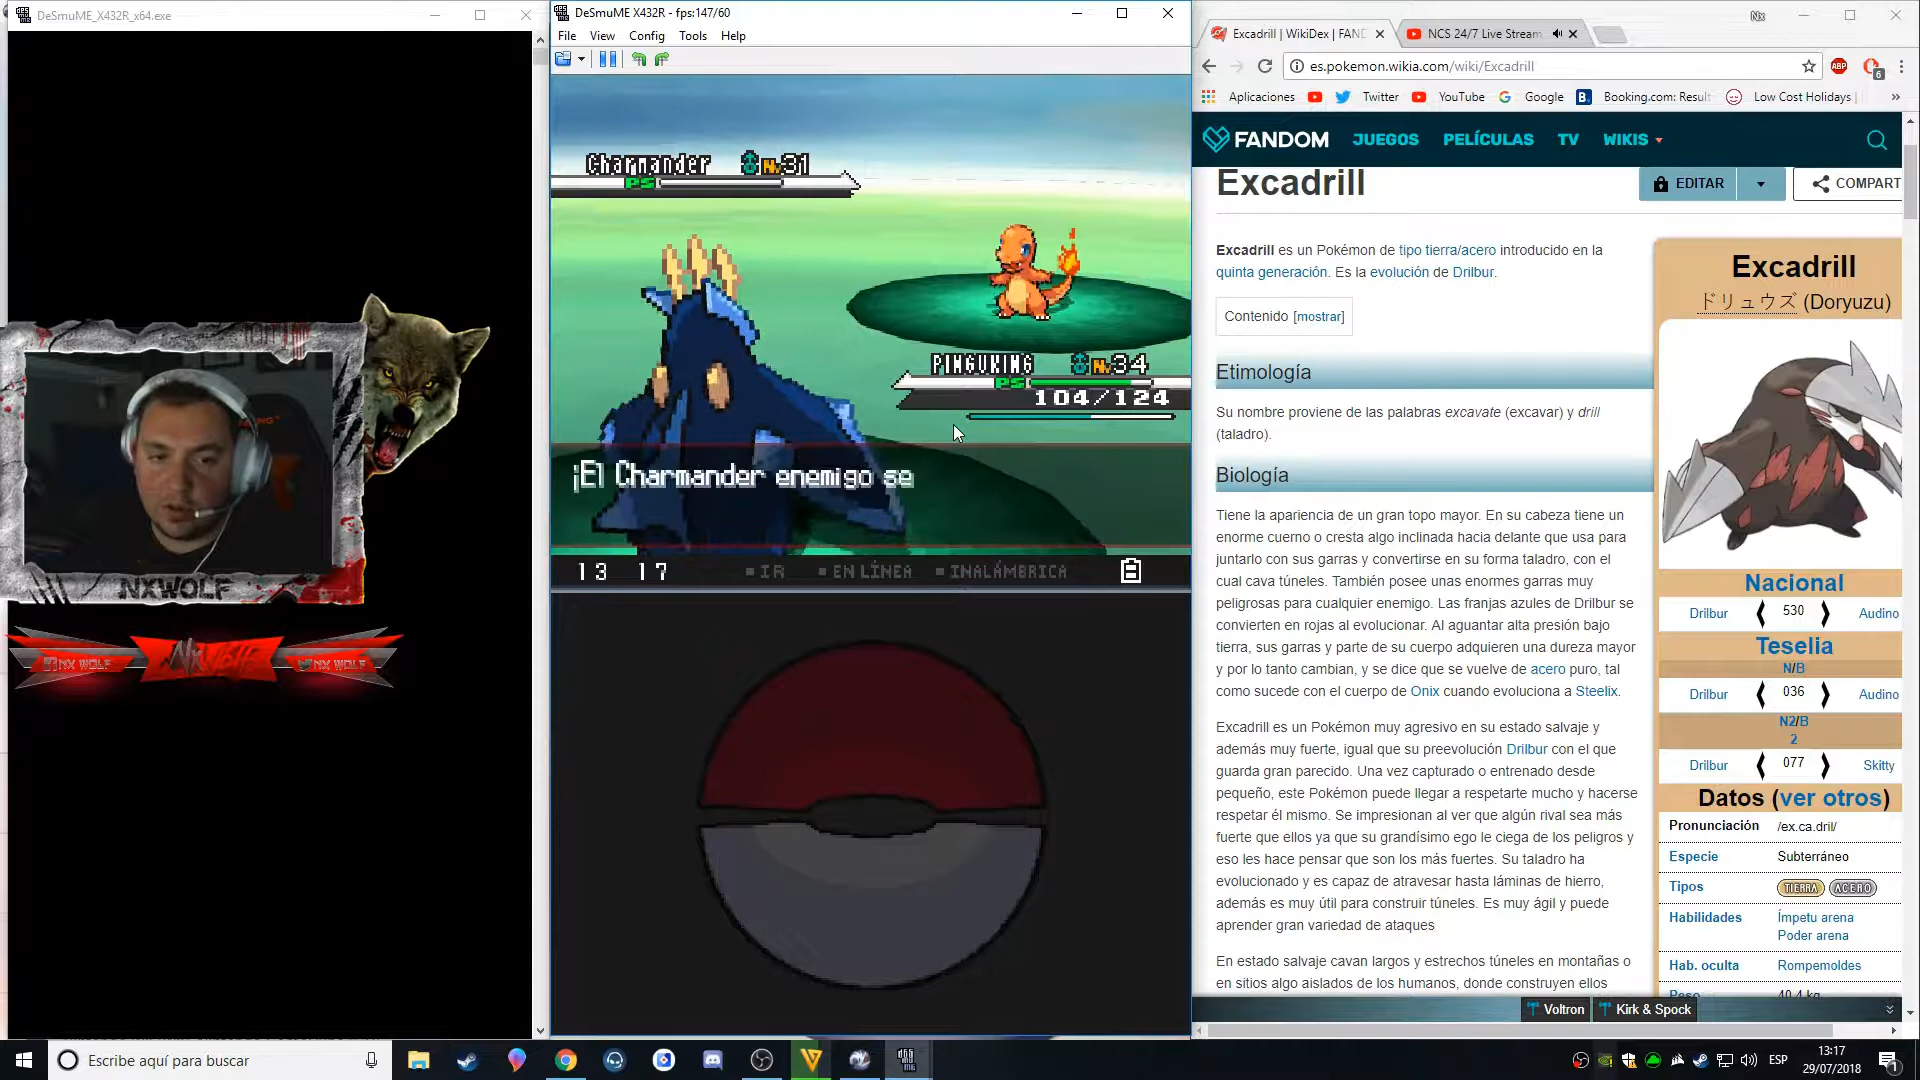 DeSmuME_X432R_x64.exe
NXWOLF
NX WOLF
Nx Wolf
NX WOLF
DeSmuME X432R - fps:147/60
File View Config Tools Help
Charmander Nv31
PS
PINGUKING Nv34
PS
104/124
¡El Charmander enemigo se
13 17 IR EN LÍNEA INALÁMBRICA
Nx
Excadrill | WikiDex | FAND
NCS 24/7 Live Stream
es.pokemon.wikia.com/wiki/Excadrill
ABP
6
Aplicaciones Twitter YouTube Google B. Booking.com: Result Low Cost Holidays | »
FANDOM JUEGOS PELÍCULAS TV WIKIS
Excadrill
EDITAR
COMPART
Excadrill es un Pokémon de tipo tierra/acero introducido en la
quinta generación. Es la evolución de Drilbur.
Contenido [mostrar]
Etimología
Su nombre proviene de las palabras excavate (excavar) y drill
(taladro).
Biología
Tiene la apariencia de un gran topo mayor. En su cabeza tiene un
enorme cuerno o cresta algo inclinada hacia delante que usa para
juntarlo con sus garras y convertirse en su forma taladro, con el
cual cava túneles. También posee unas enormes garras muy
peligrosas para cualquier enemigo. Las franjas azules de Drilbur se
convierten en rojas al evolucionar. Al aguantar alta presión bajo
tierra, sus garras y parte de su cuerpo adquieren una dureza mayor
y por lo tanto cambian, y se dice que se vuelve de acero puro, tal
como sucede con el cuerpo de Onix cuando evoluciona a Steelix.
Excadrill es un Pokémon muy agresivo en su estado salvaje y
además muy fuerte, igual que su preevolución Drilbur con el que
guarda gran parecido. Una vez capturado o entrenado desde
pequeño, este Pokémon puede llegar a respetarte mucho y hacerse
respetar él mismo. Se impresionan al ver que algún rival sea más
fuerte que ellos ya que su grandísimo ego le ciega de los peligros y
eso les hace pensar que son los más fuertes. Su taladro ha
evolucionado y es capaz de atravesar hasta láminas de hierro,
además es muy útil para construir túneles. Es muy ágil y puede
aprender gran variedad de ataques
En estado salvaje cavan largos y estrechos túneles en montañas o
en sitios algo aislados de los humanos, donde construyen ellos
Excadrill
ドリュウズ (Doryuzu)
Nacional
Drilbur 530 Audino
Teselia
N/B
Drilbur 036 Audino
N2/B
2
Drilbur 077 Skitty
Datos (ver otros)
Pronunciación /ex.ca.dril/
Especie Subterráneo
Tipos TIERRA ACERO
Habilidades Ímpetu arena
Poder arena
Hab. oculta Rompemoldes
Peso 40,4 kg
Voltron Kirk & Spock
Escribe aquí para buscar
ESP
13:17
29/07/2018
1